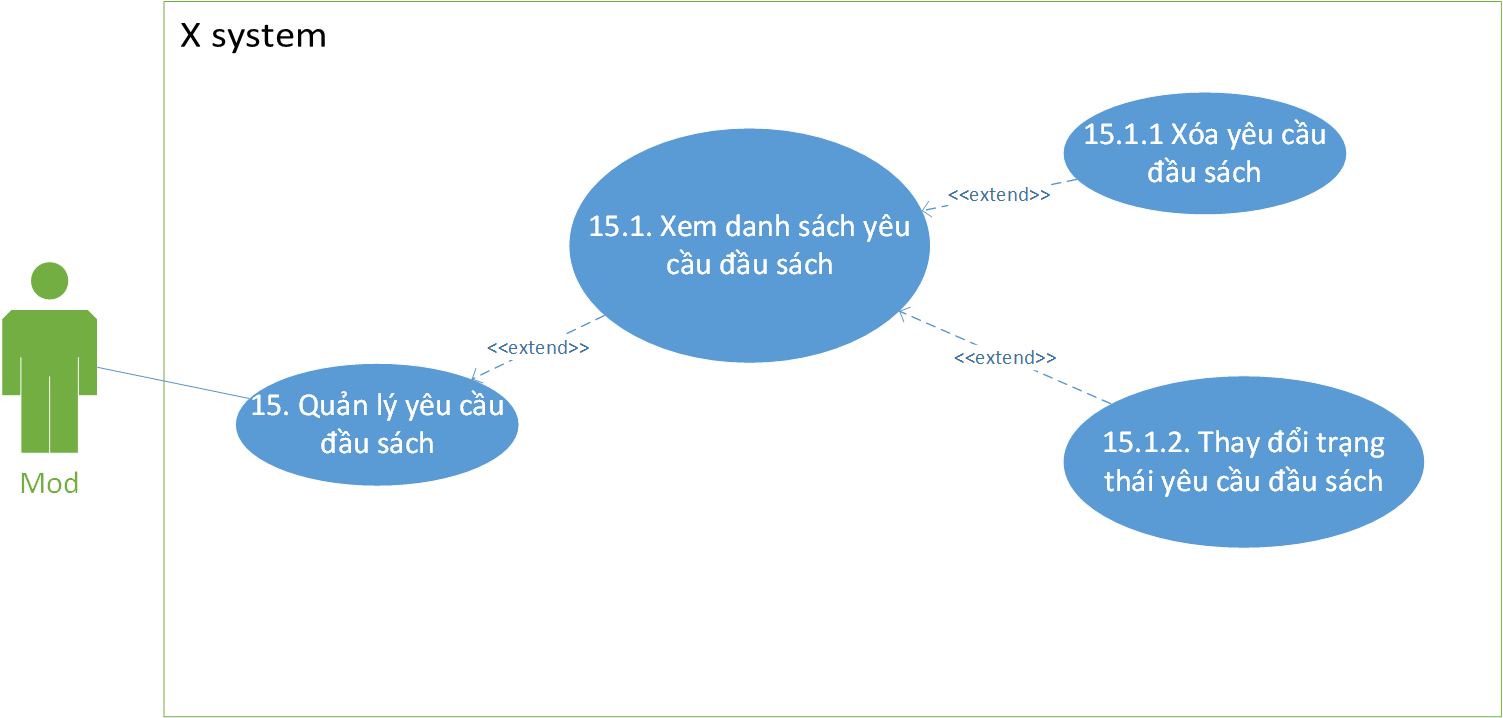 X system
15.1.1 Xóa yêu cầu
đầu sách
<<extend>>
15.1. Xem danh sách yêu
cầu đầu sách
<<extend>>
<<extend>>
15. Quản lý yêu cầu
đầu sách
15.1.2. Thay đổi trạng
thái yêu cầu đầu sách
Mod